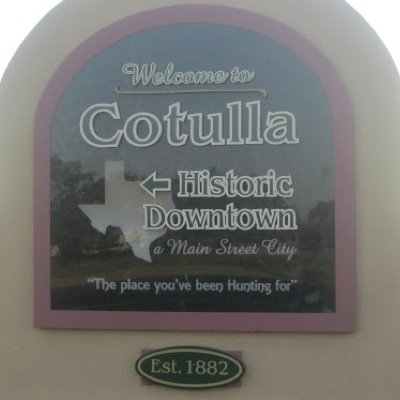 Welcome to
Cotulla
← Historic
Downtown
a Main Street City
"The place you've been Hunting for"
Est. 1882